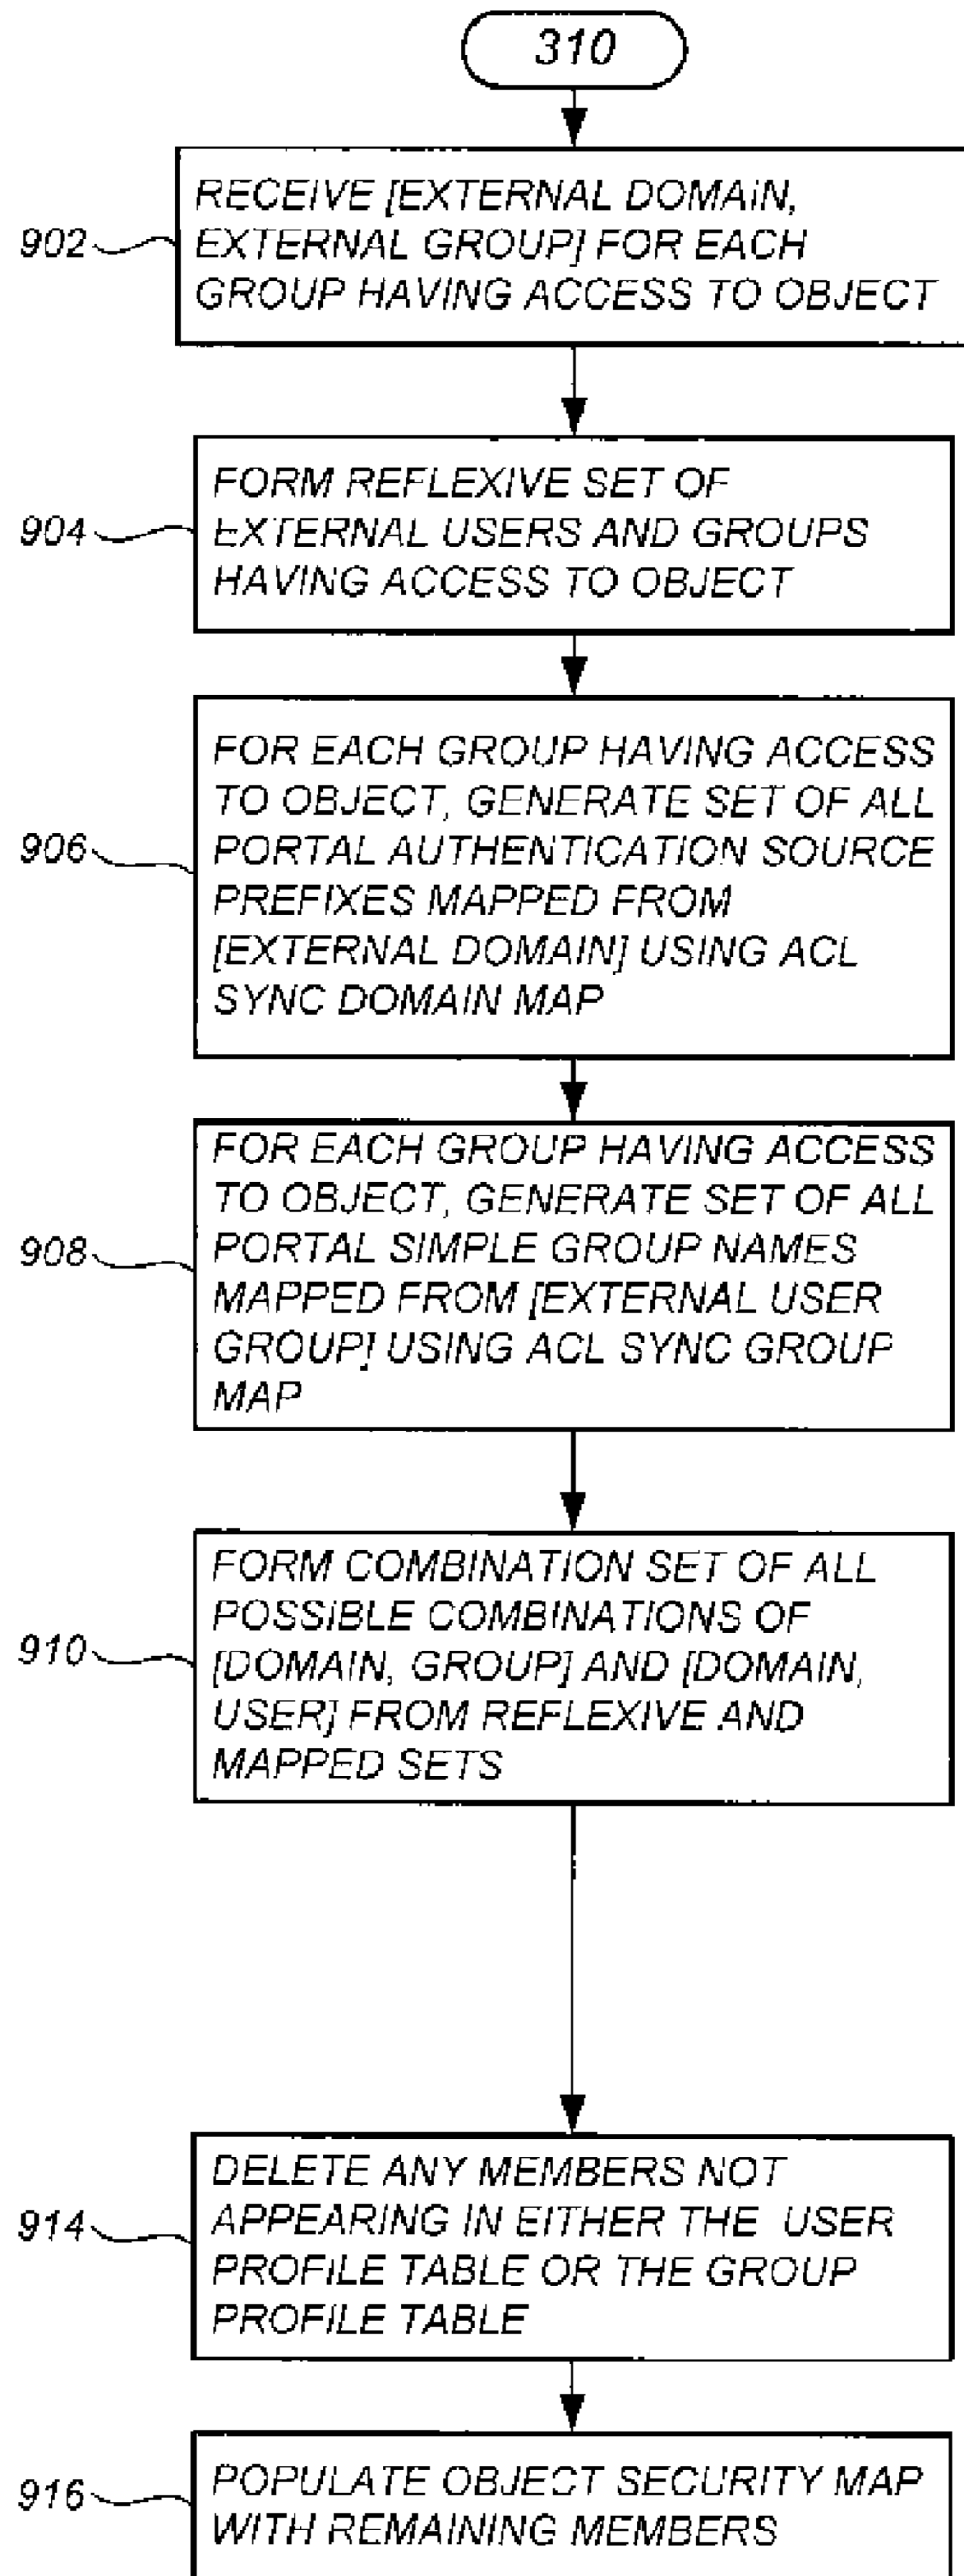 310
902
RECEIVE [EXTERNAL DOMAIN,
EXTERNAL GROUP] FOR EACH
GROUP HAVING ACCESS TO OBJECT
904
FORM REFLEXIVE SET OF
EXTERNAL USERS AND GROUPS
HAVING ACCESS TO OBJECT
906
FOR EACH GROUP HAVING ACCESS
TO OBJECT, GENERATE SET OF ALL
PORTAL AUTHENTICATION SOURCE
PREFIXES MAPPED FROM
[EXTERNAL DOMAIN] USING ACL
SYNC DOMAIN MAP
908
FOR EACH GROUP HAVING ACCESS
TO OBJECT, GENERATE SET OF ALL
PORTAL SIMPLE GROUP NAMES
MAPPED FROM [EXTERNAL USER
GROUP] USING ACL SYNC GROUP
MAP
910
FORM COMBINATION SET OF ALL
POSSIBLE COMBINATIONS OF
[DOMAIN, GROUP] AND [DOMAIN,
USER] FROM REFLEXIVE AND
MAPPED SETS
914
DELETE ANY MEMBERS NOT
APPEARING IN EITHER THE USER
PROFILE TABLE OR THE GROUP
PROFILE TABLE
916
POPULATE OBJECT SECURITY MAP
WITH REMAINING MEMBERS